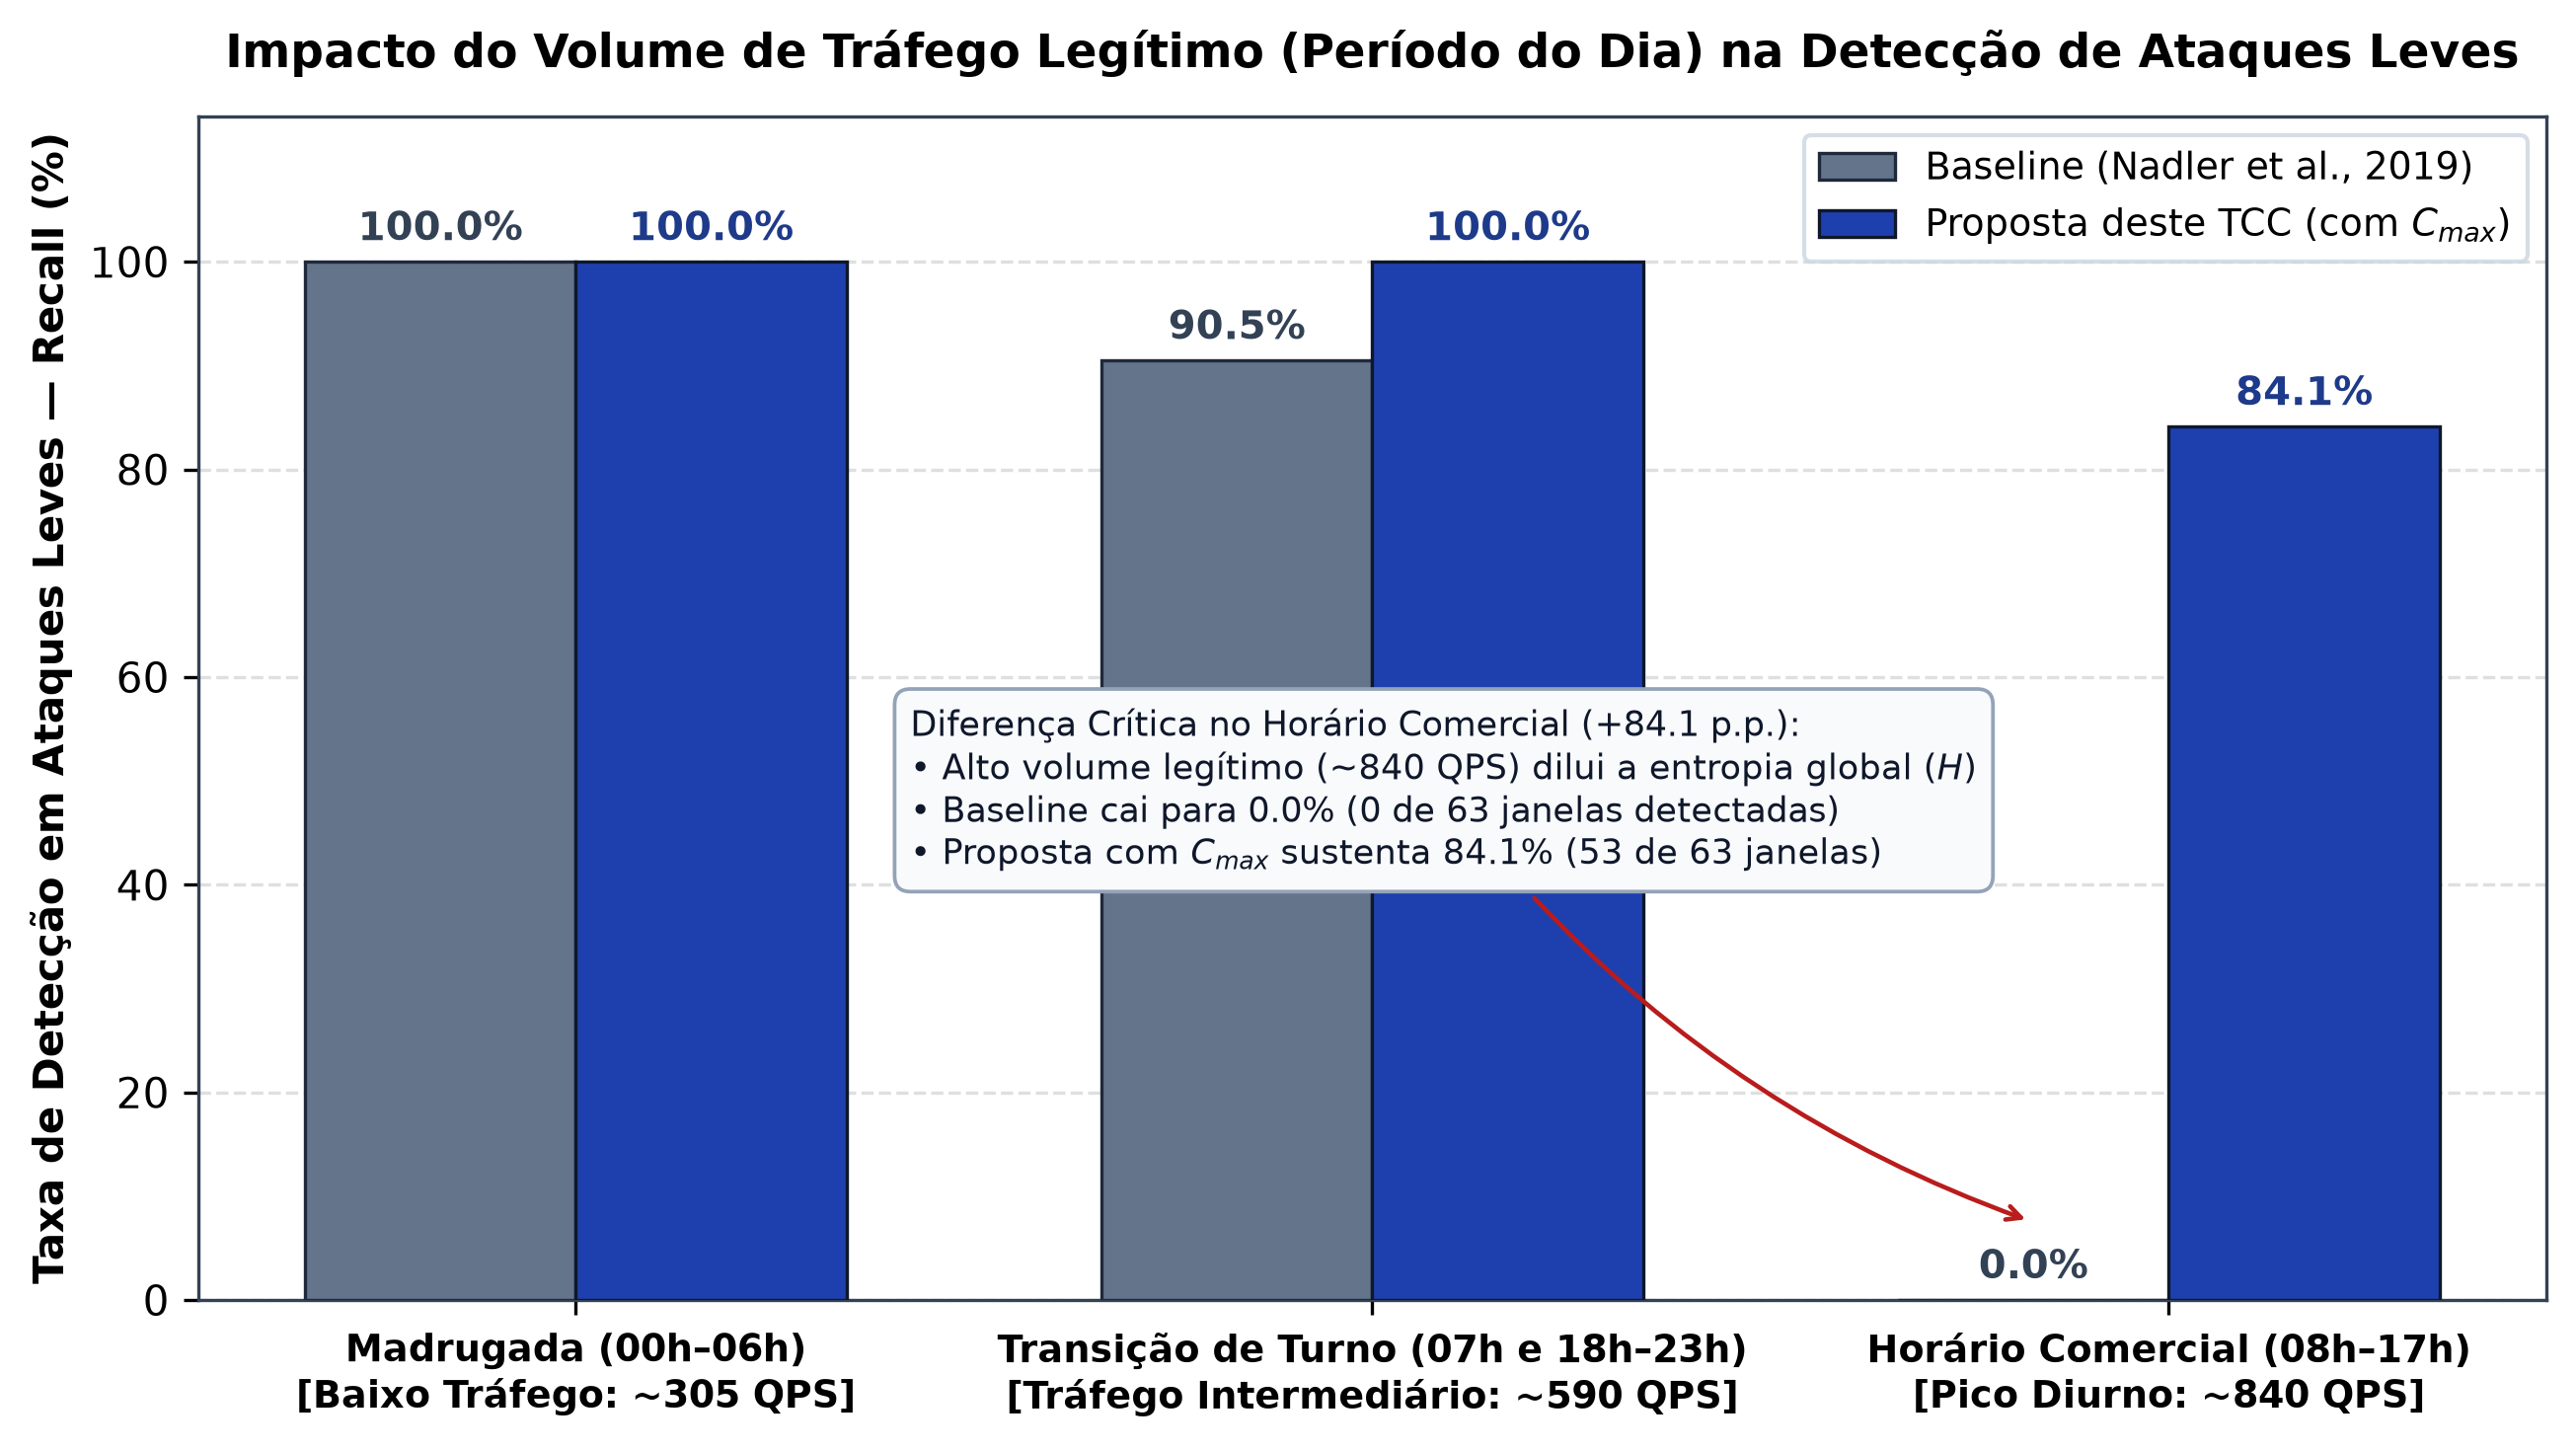 Impacto do Volume de Tráfego Legítimo (Período do Dia) na Detecção de Ataques Leves
Taxa de Detecção em Ataques Leves — Recall (%)
Baseline (Nadler et al., 2019)
Proposta deste TCC (com Cmax)
100
80
60
40
20
0
100.0%
100.0%
90.5%
100.0%
0.0%
84.1%
Diferença Crítica no Horário Comercial (+84.1 p.p.):
• Alto volume legítimo (~840 QPS) dilui a entropia global (H)
• Baseline cai para 0.0% (0 de 63 janelas detectadas)
• Proposta com Cmax sustenta 84.1% (53 de 63 janelas)
Madrugada (00h–06h)
[Baixo Tráfego: ~305 QPS]
Transição de Turno (07h e 18h–23h)
[Tráfego Intermediário: ~590 QPS]
Horário Comercial (08h–17h)
[Pico Diurno: ~840 QPS]